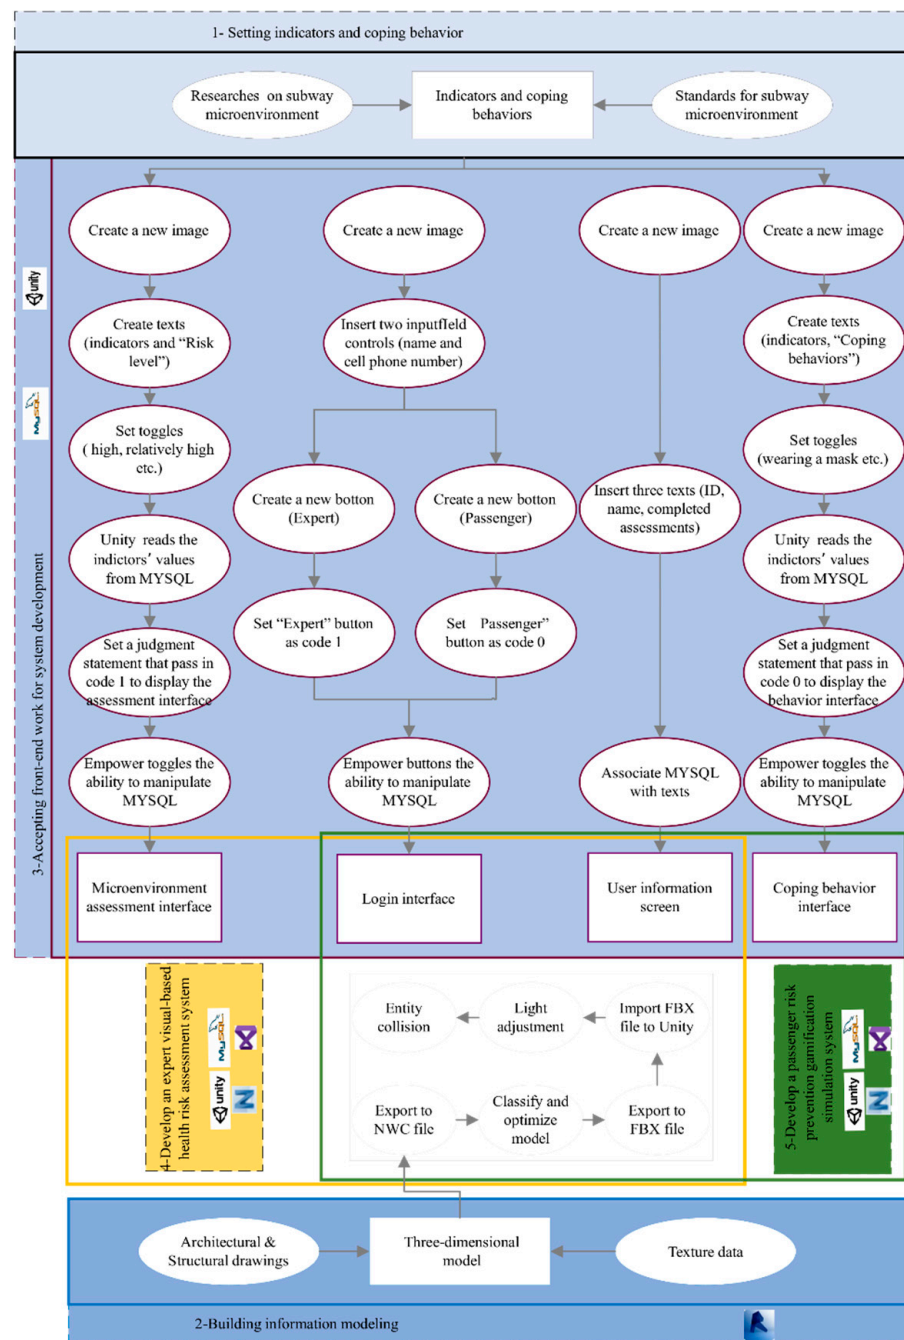 1- Setting indicators and coping behavior
Researches on subway
microenvironment
Indicators and coping
behaviors
Standards for subway
microenvironment
3-Accepting front-end work for system development
unity
MySQL
Create a new image
Create texts
(indicators and “Risk
level”)
Set toggles
( high, relatively high
etc.)
Unity reads the
indictors’ values
from MYSQL
Set a judgment
statement that pass in
code 1 to display the
assessment interface
Empower toggles the
ability to manipulate
MYSQL
Microenvironment
assessment interface
Create a new image
Insert two inputfield
controls (name and
cell phone number)
Create a new botton
(Expert)
Set “Expert” button
as code 1
Create a new botton
(Passenger)
Set Passenger”
button as code 0
Empower buttons the
ability to manipulate
MYSQL
Login interface
Create a new image
Insert three texts (ID,
name, completed
assessments)
Associate MYSQL
with texts
User information
screen
Create a new image
Create texts
(indicators, “Coping
behaviors”)
Set toggles
(wearing a mask etc.)
Unity reads the
indictors’ values
from MYSQL
Set a judgment
statement that pass in
code 0 to display the
behavior interface
Empower toggles the
ability to manipulate
MYSQL
Coping behavior
interface
4-Develop an expert visual-based
health risk assessment system
MySQL
unity
N
Entity
collision
Light
adjustment
Import FBX
file to Unity
Export to
NWC file
Classify and
optimize
model
Export to
FBX file
5-Develop a passenger risk
prevention gamification
simulation system
MySQL
unity
N
Architectural &
Structural drawings
Three-dimensional
model
Texture data
2-Building information modeling
R